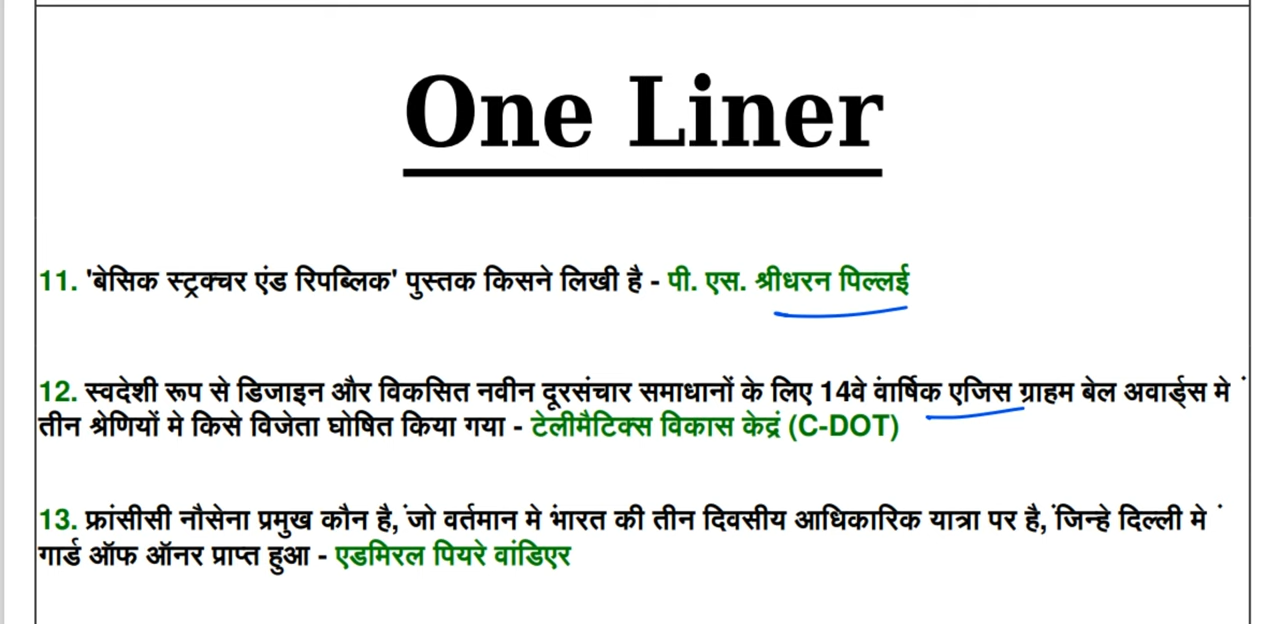 One Liner
11. 'बेसिक स्ट्रक्चर एंड रिपब्लिक' पुस्तक किसने लिखी है - पी. एस. श्रीधरन पिल्लई
12. स्वदेशी रूप से डिजाइन और विकसित नवीन दूरसंचार समाधानों के लिए 14वे वंार्षिक एजिस ग्राहम बेल अवार्ड्स मे ं
तीन श्रेणियों मे किसे विजेता घोषित किया गया - टेलीमैटिक्स विकास केद्रं (C-DOT)
13. फ्रांसीसी नौसेना प्रमुख कौन है, ंजो वर्तमान मे भंारत की तीन दिवसीय आधिकारिक यात्रा पर है, ंजिन्हे दिल्ली मे ं
गार्ड ऑफ ऑनर प्राप्त हुआ - एडमिरल पियरे वांडिएर